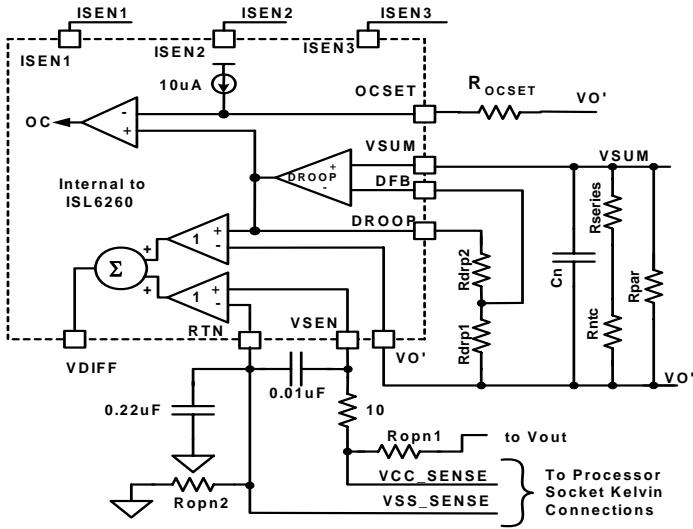 ISEN1
ISEN2
ISEN3
ISEN1
ISEN2
ISEN3
10uA
OCSET
R OCSET
VO'
OC
-
+
VSUM
VSUM
DROOP
+
-
DFB
Internal to
ISL6260
DROOP
Rseries
Cn
Rpar
Rdrp2
1
+
-
+
Σ
+
1
+
-
Rdrp1
Rntc
RTN
VSEN
VDIFF
VO'
VO'
0.01uF
0.22uF
10
Ropn1
to Vout
VCC_SENSE
Ropn2
VSS_SENSE
To Processor
Socket Kelvin
Connections